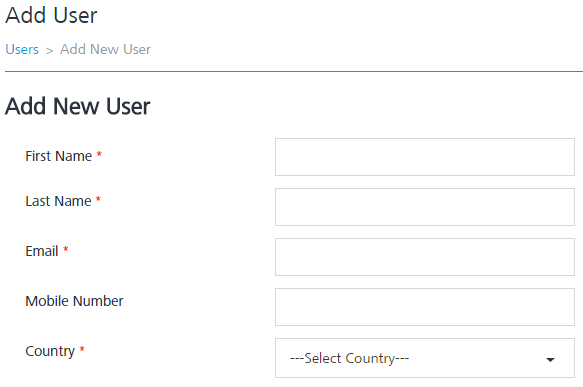 Add User
Users > Add New User
Add New User
First Name *
Last Name *
Email *
Mobile Number
Country *
---Select Country---